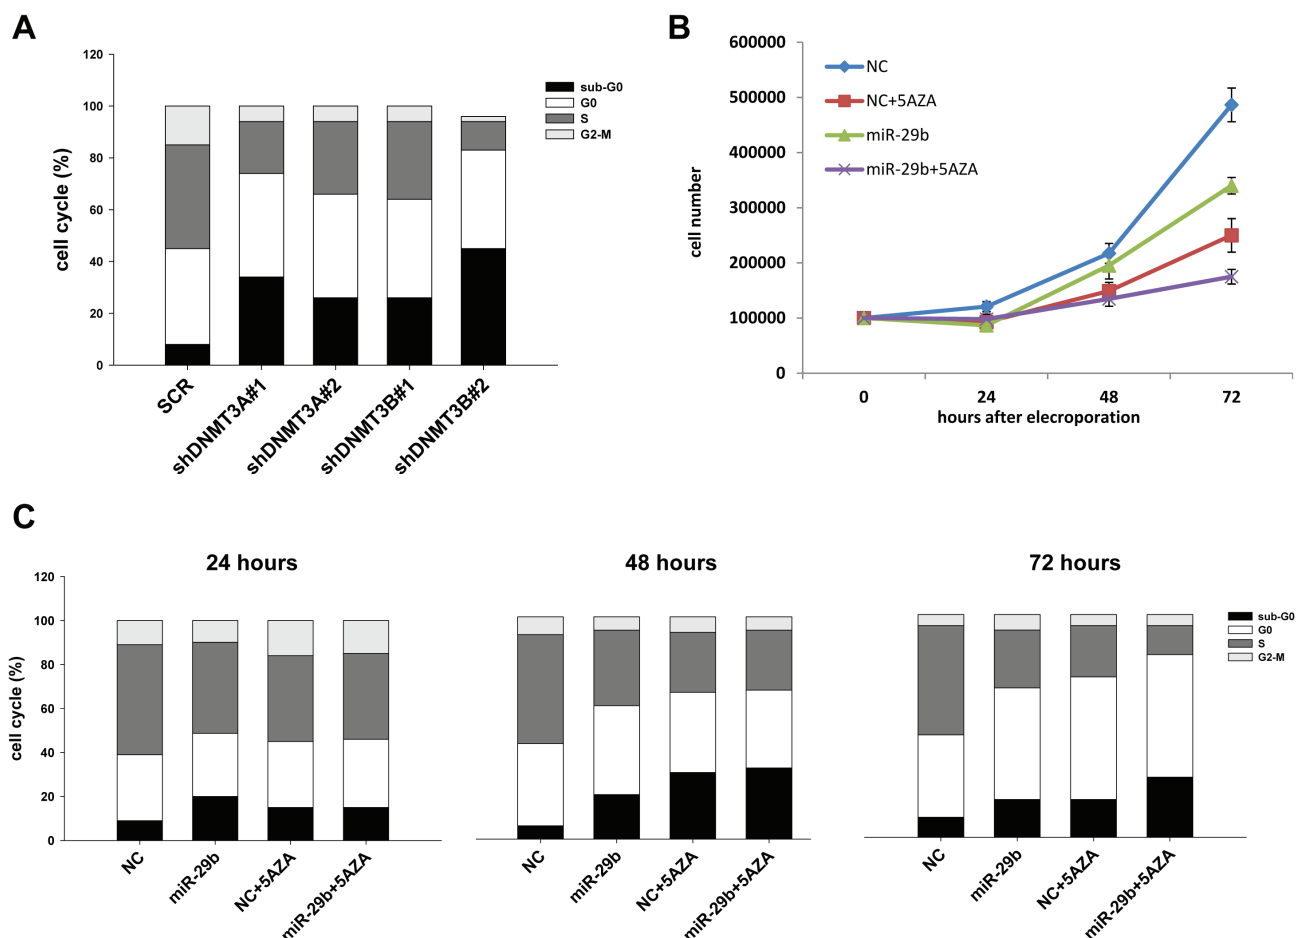 A
120
100
80
60
40
20
0
cell cycle (%)
sub-G0
G0
S
G2-M
SCR
shDNMT3A#1
shDNMT3A#2
shDNMT3B#1
shDNMT3B#2
B
600000
500000
400000
300000
200000
100000
0
cell number
NC
NC+5AZA
miR-29b
miR-29b+5AZA
0
24
48
72
hours after elecroporation
C
24 hours
48 hours
72 hours
120
100
80
60
40
20
0
cell cycle (%)
sub-G0
G0
S
G2-M
NC
miR-29b
NC+5AZA
miR-29b+5AZA
NC
miR-29b
NC+5AZA
miR-29b+5AZA
NC
miR-29b
NC+5AZA
miR-29b+5AZA